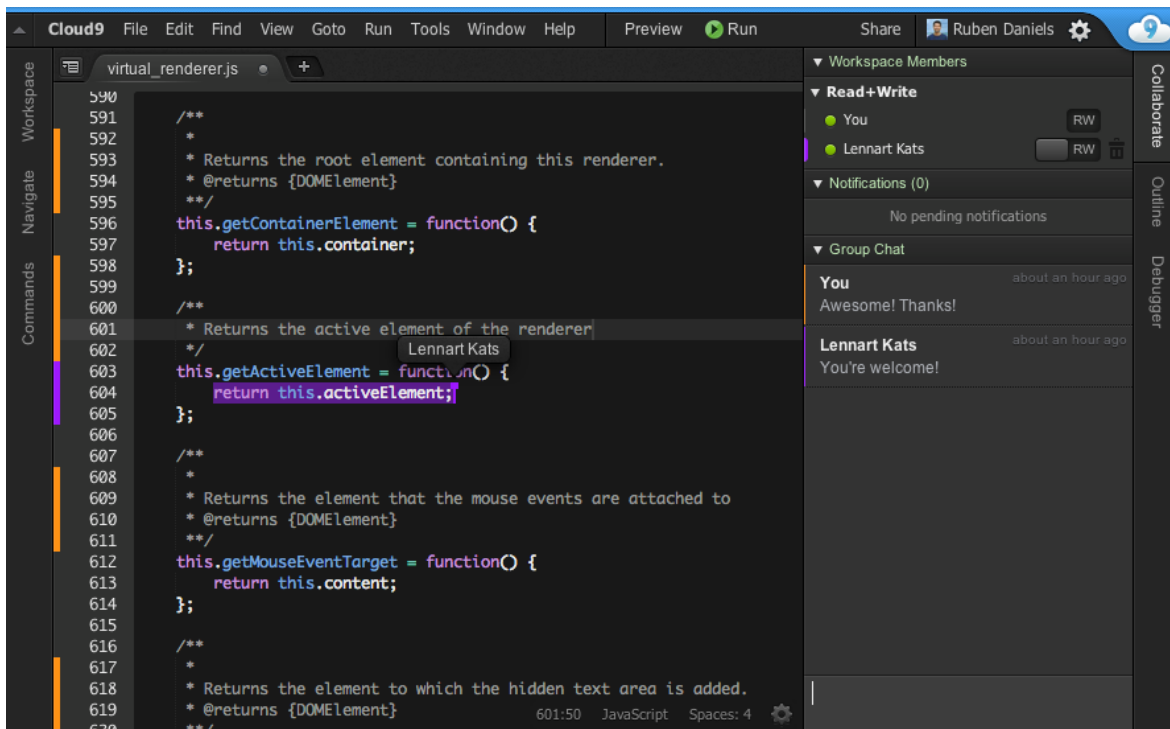 Cloud9 File Edit Find View Goto Run Tools Window Help Preview Run Share Ruben Daniels 9
Workspace
Navigate
Commands
virtual_renderer.js +
590
591 /**
592 *
593 * Returns the root element containing this renderer.
594 * @returns {DOMElement}
595 **/
596 this.getContainerElement = function() {
597 return this.container;
598 };
599
600 /**
601 * Returns the active element of the renderer
602 */
Lennart Kats
603 this.getActiveElement = function() {
604 return this.activeElement;
605 };
606
607 /**
608 *
609 * Returns the element that the mouse events are attached to
610 * @returns {DOMElement}
611 **/
612 this.getMouseEventTarget = function() {
613 return this.content;
614 };
615
616 /**
617 *
618 * Returns the element to which the hidden text area is added.
619 * @returns {DOMElement}
620 **/
601:50 JavaScript Spaces: 4
Workspace Members
Read+Write
You RW
Lennart Kats RW
Notifications (0)
No pending notifications
Group Chat
You about an hour ago
Awesome! Thanks!
Lennart Kats about an hour ago
You're welcome!
Collaborate
Outline
Debugger